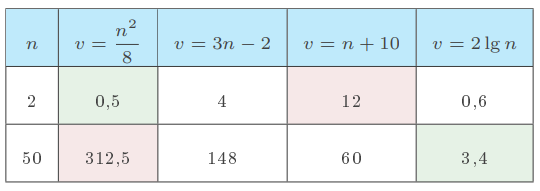 n v = n²/8 v = 3n − 2 v = n + 10 v = 2 lg n
2 0,5 4 12 0,6
50 312,5 148 60 3,4